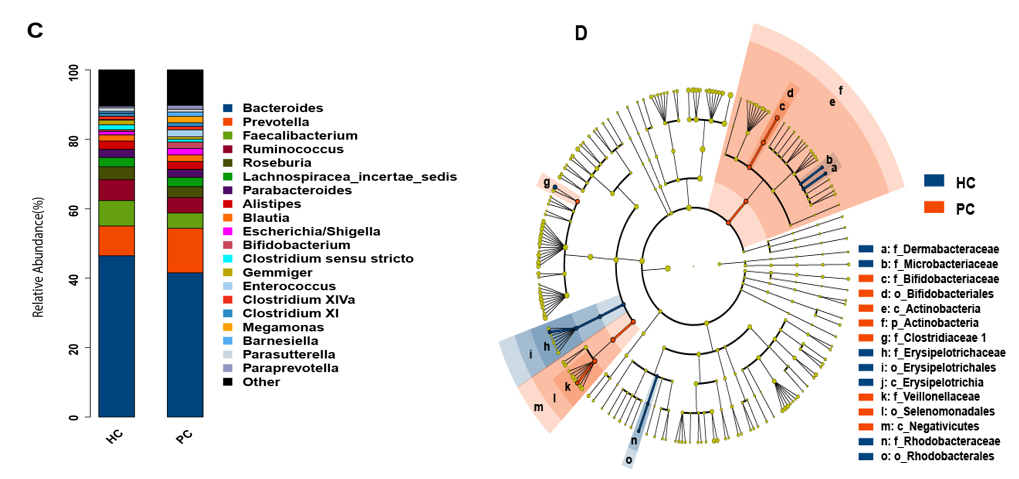 C
Relative Abundance(%)
100
80
60
40
20
0
HC
PC
Bacteroides
Prevotella
Faecalibacterium
Ruminococcus
Roseburia
Lachnospiracea_incertae_sedis
Parabacteroides
Alistipes
Blautia
Escherichia/Shigella
Bifidobacterium
Clostridium sensu stricto
Gemmiger
Enterococcus
Clostridium XIVa
Clostridium XI
Megamonas
Barnesiella
Parasutterella
Paraprevotella
Other
D
f
e
d
c
b
a
g
h
i
k
l
m
n
o
HC
PC
a: f_Dermabacteraceae
b: f_Microbacteriaceae
c: f_Bifidobacteriaceae
d: o_Bifidobacteriales
e: c_Actinobacteria
f: p_Actinobacteria
g: f_Clostridiaceae 1
h: f_Erysipelotrichaceae
i: o_Erysipelotrichales
j: c_Erysipelotrichia
k: f_Veillonellaceae
l: o_Selenomonadales
m: c_Negativicutes
n: f_Rhodobacteraceae
o: o_Rhodobacterales